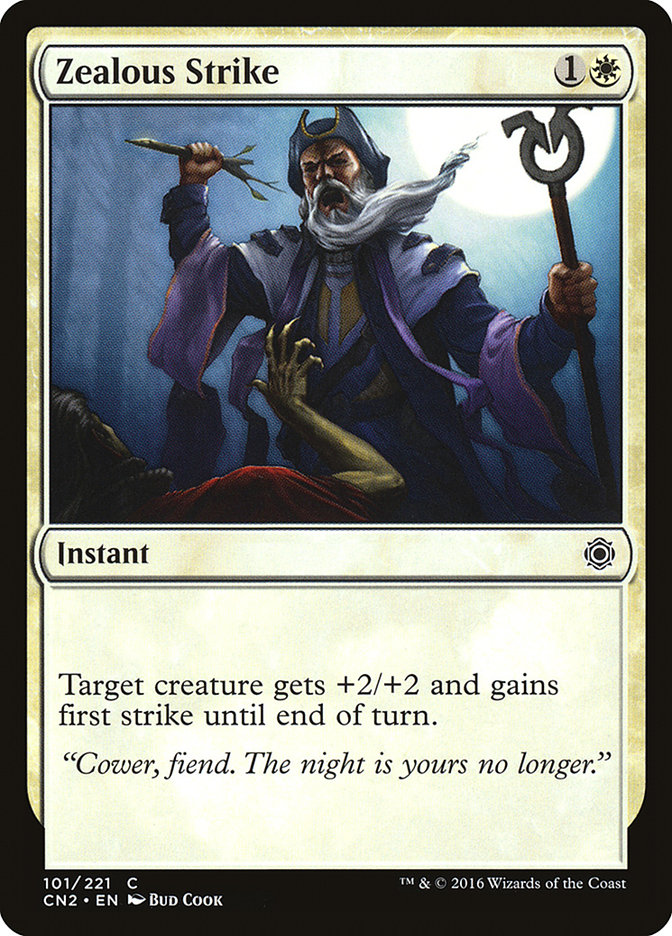 Zealous Strike 1
Instant
Target creature gets +2/+2 and gains
first strike until end of turn.
“Cower, fiend. The night is yours no longer.”
101/221 C
™ & © 2016 Wizards of the Coast
CN2 • EN Bud Cook